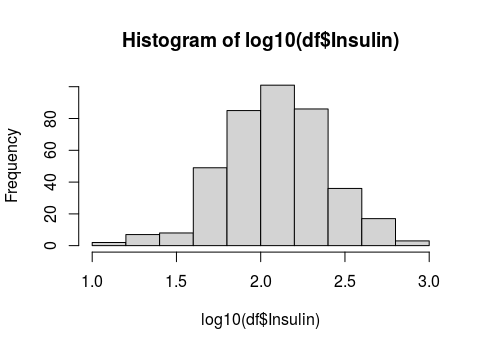 Histogram of log10(df$Insulin)
Frequency
0 20 40 60 80
1.0 1.5 2.0 2.5 3.0
log10(df$Insulin)